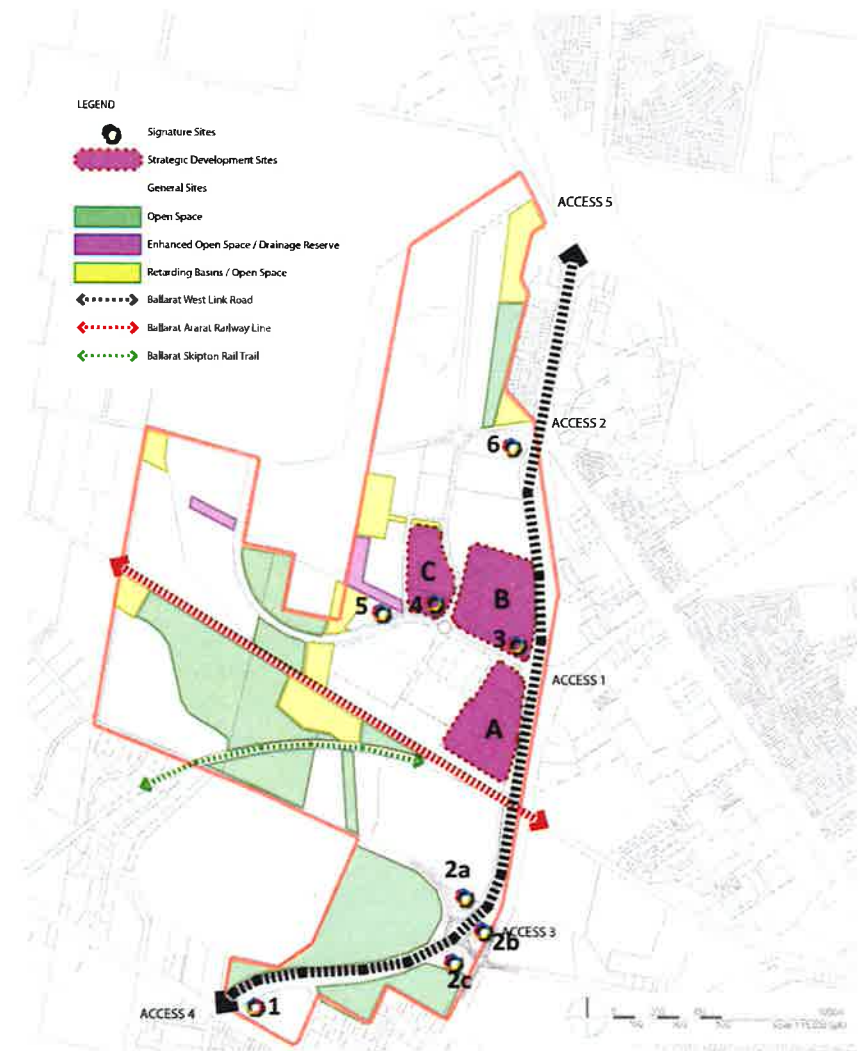 LEGEND
Signature Sites
Strategic Development Sites
General Sites
Open Space
Enhanced Open Space / Drainage Reserve
Retarding Basins / Open Space
Ballarat West Link Road
Ballarat Ararat Railway Line
Ballarat Skipton Rail Trail
ACCESS 5
ACCESS 2
6
C
B
5
4
3
ACCESS 1
A
2a
ACCESS 3
2b
2c
ACCESS 4
1